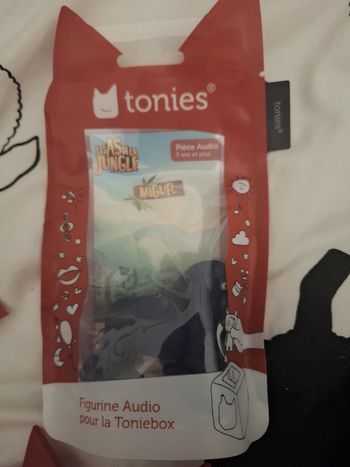 tonies®
tonies®
LES AS DE LA
JUNGLE
Pièce Audio
5 ans et plus
MIGUEL
Figurine Audio
pour la Toniebox